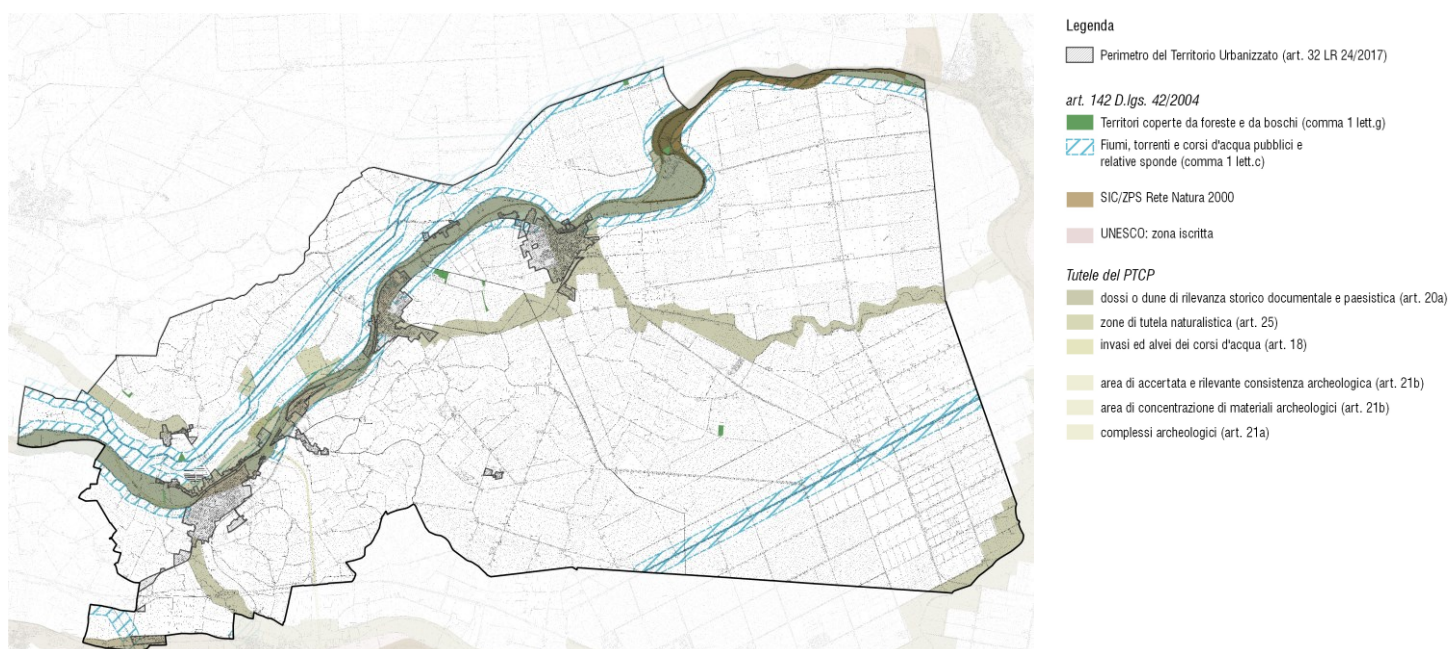 Legenda
Perimetro del Territorio Urbanizzato (art. 32 LR 24/2017)
art. 142 D.lgs. 42/2004
Territori coperte da foreste e da boschi (comma 1 lett.g)
Fiumi, torrenti e corsi d'acqua pubblici e
relative sponde (comma 1 lett.c)
SIC/ZPS Rete Natura 2000
UNESCO: zona iscritta
Tutele del PTCP
dossi o dune di rilevanza storico documentale e paesistica (art. 20a)
zone di tutela naturalistica (art. 25)
invasi ed alvei dei corsi d'acqua (art. 18)
area di accertata e rilevante consistenza archeologica (art. 21b)
area di concentrazione di materiali archeologici (art. 21b)
complessi archeologici (art. 21a)